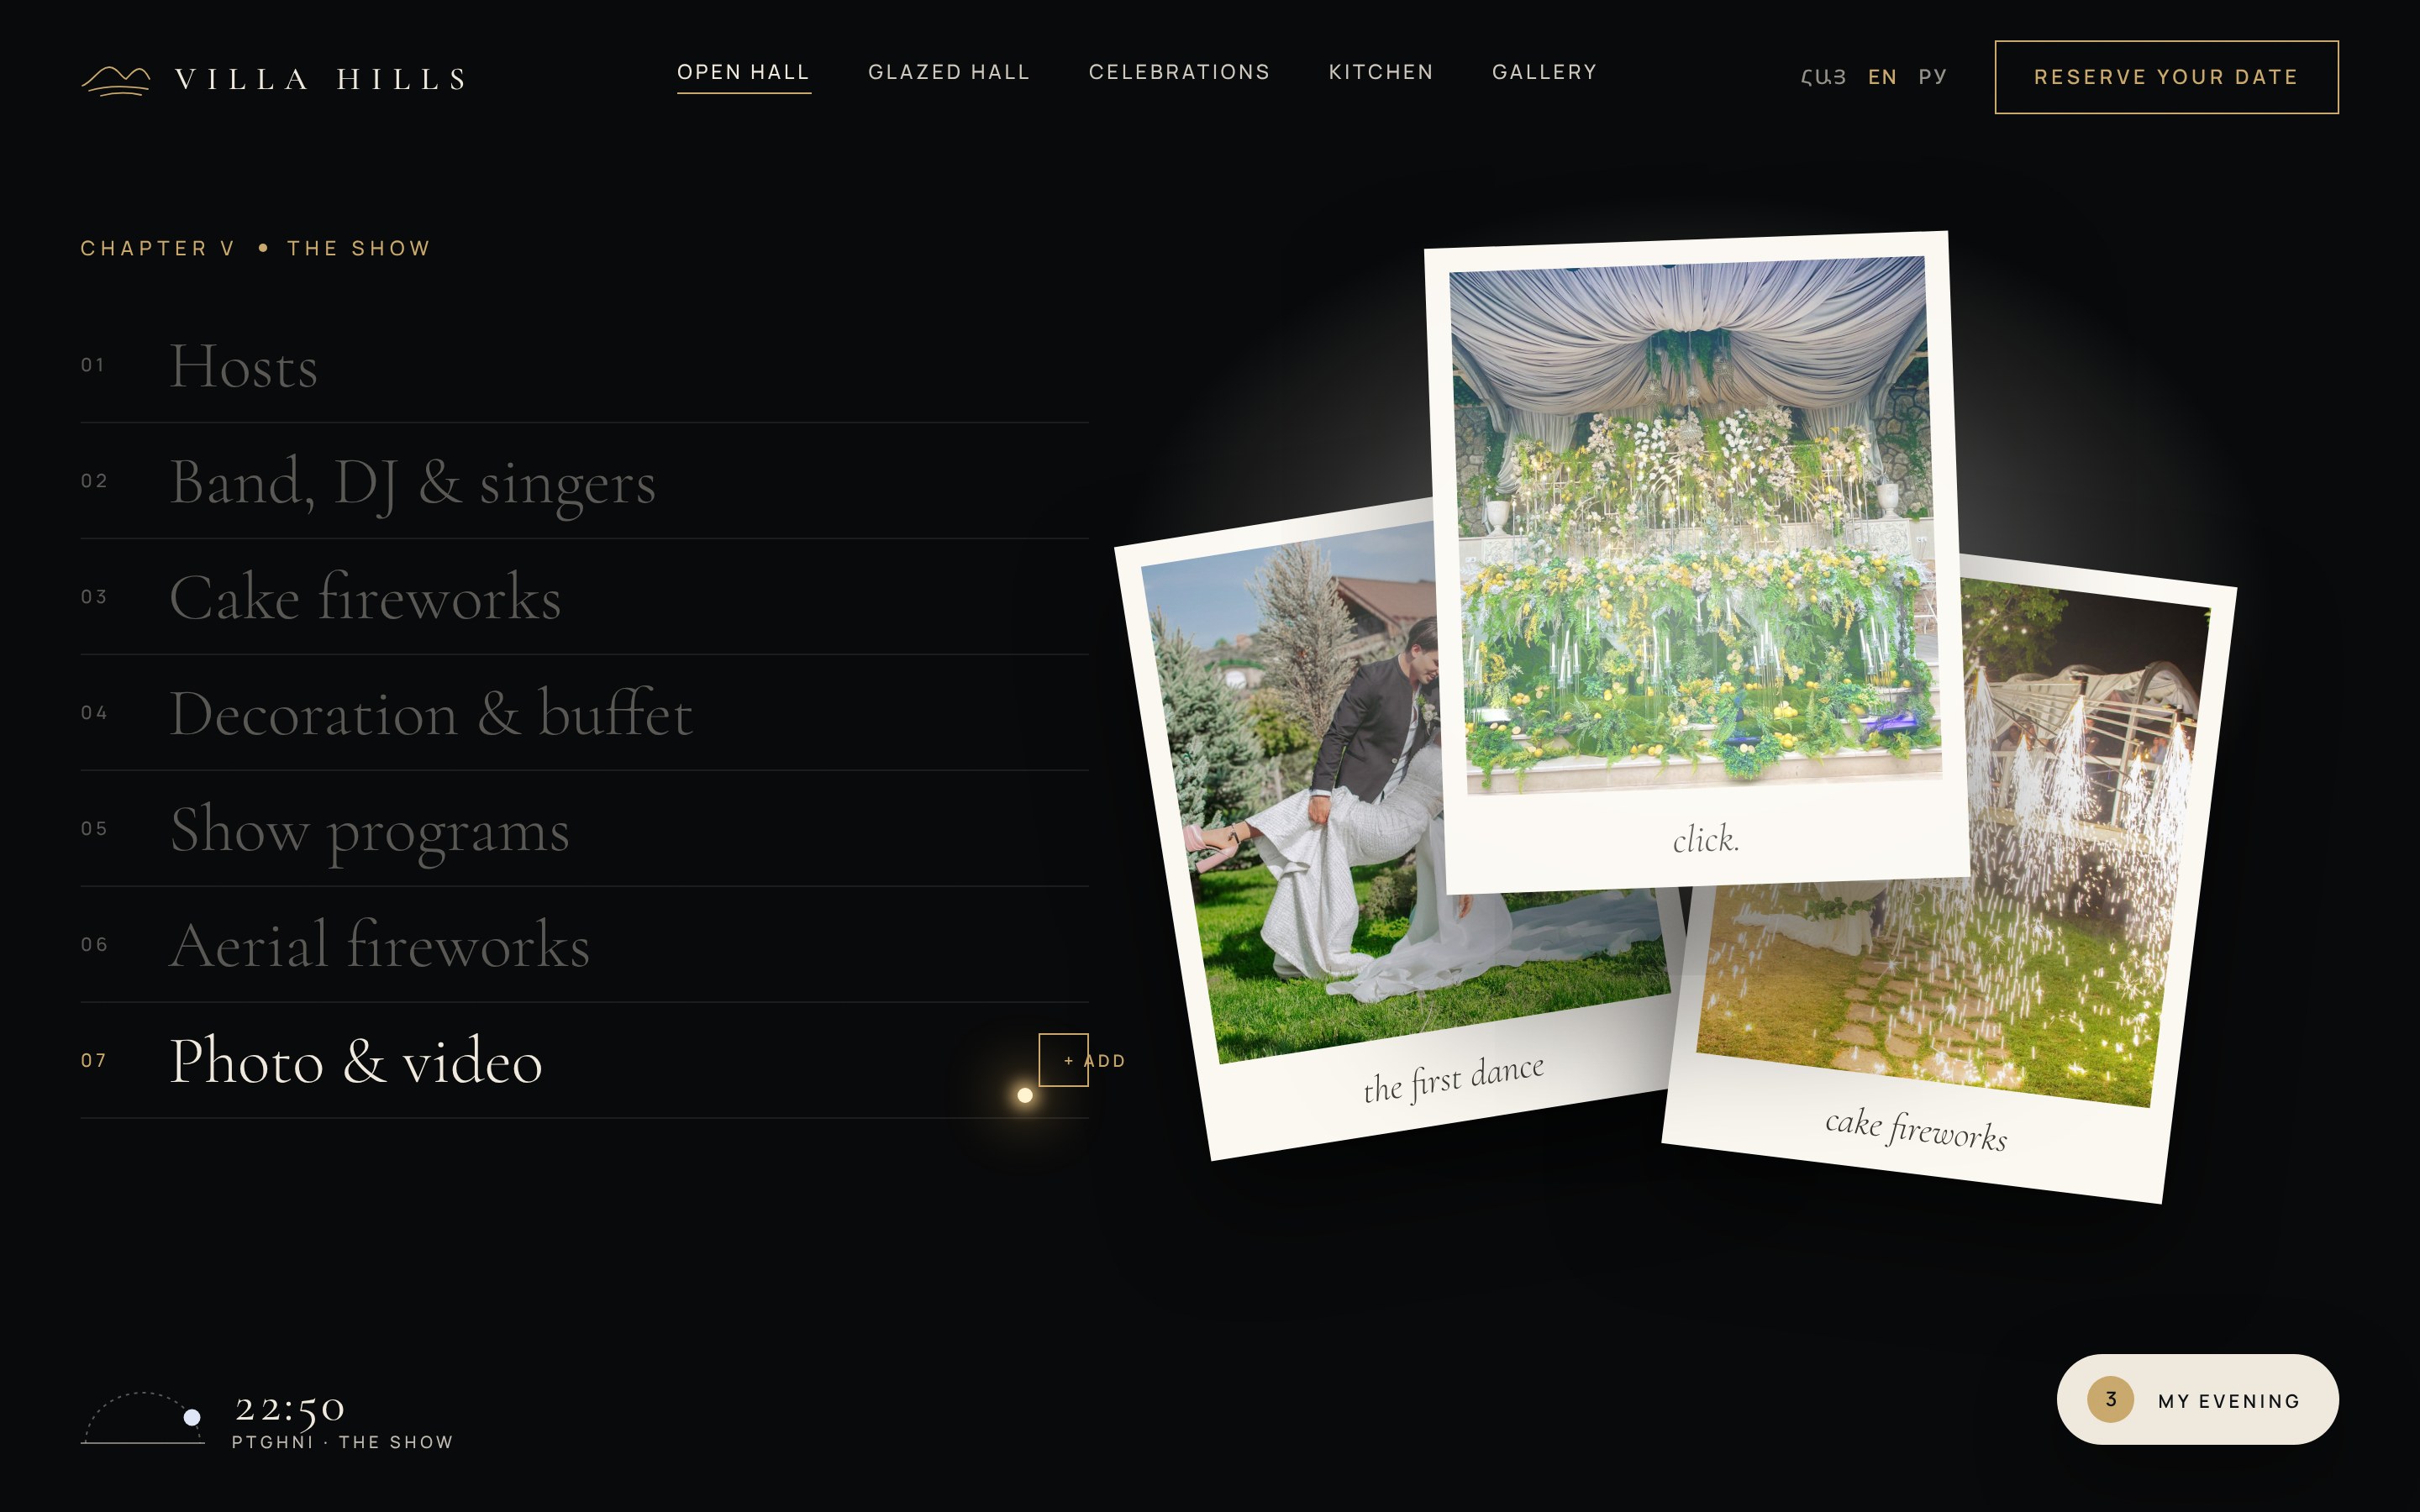 VILLA HILLS
OPEN HALL
GLAZED HALL
CELEBRATIONS
KITCHEN
GALLERY
ՀԱՅ EN РУ
RESERVE YOUR DATE
CHAPTER V • THE SHOW
01 Hosts
02 Band, DJ & singers
03 Cake fireworks
04 Decoration & buffet
05 Show programs
06 Aerial fireworks
07 Photo & video
+ ADD
click.
the first dance
cake fireworks
22:50
PTGHNI · THE SHOW
3 MY EVENING